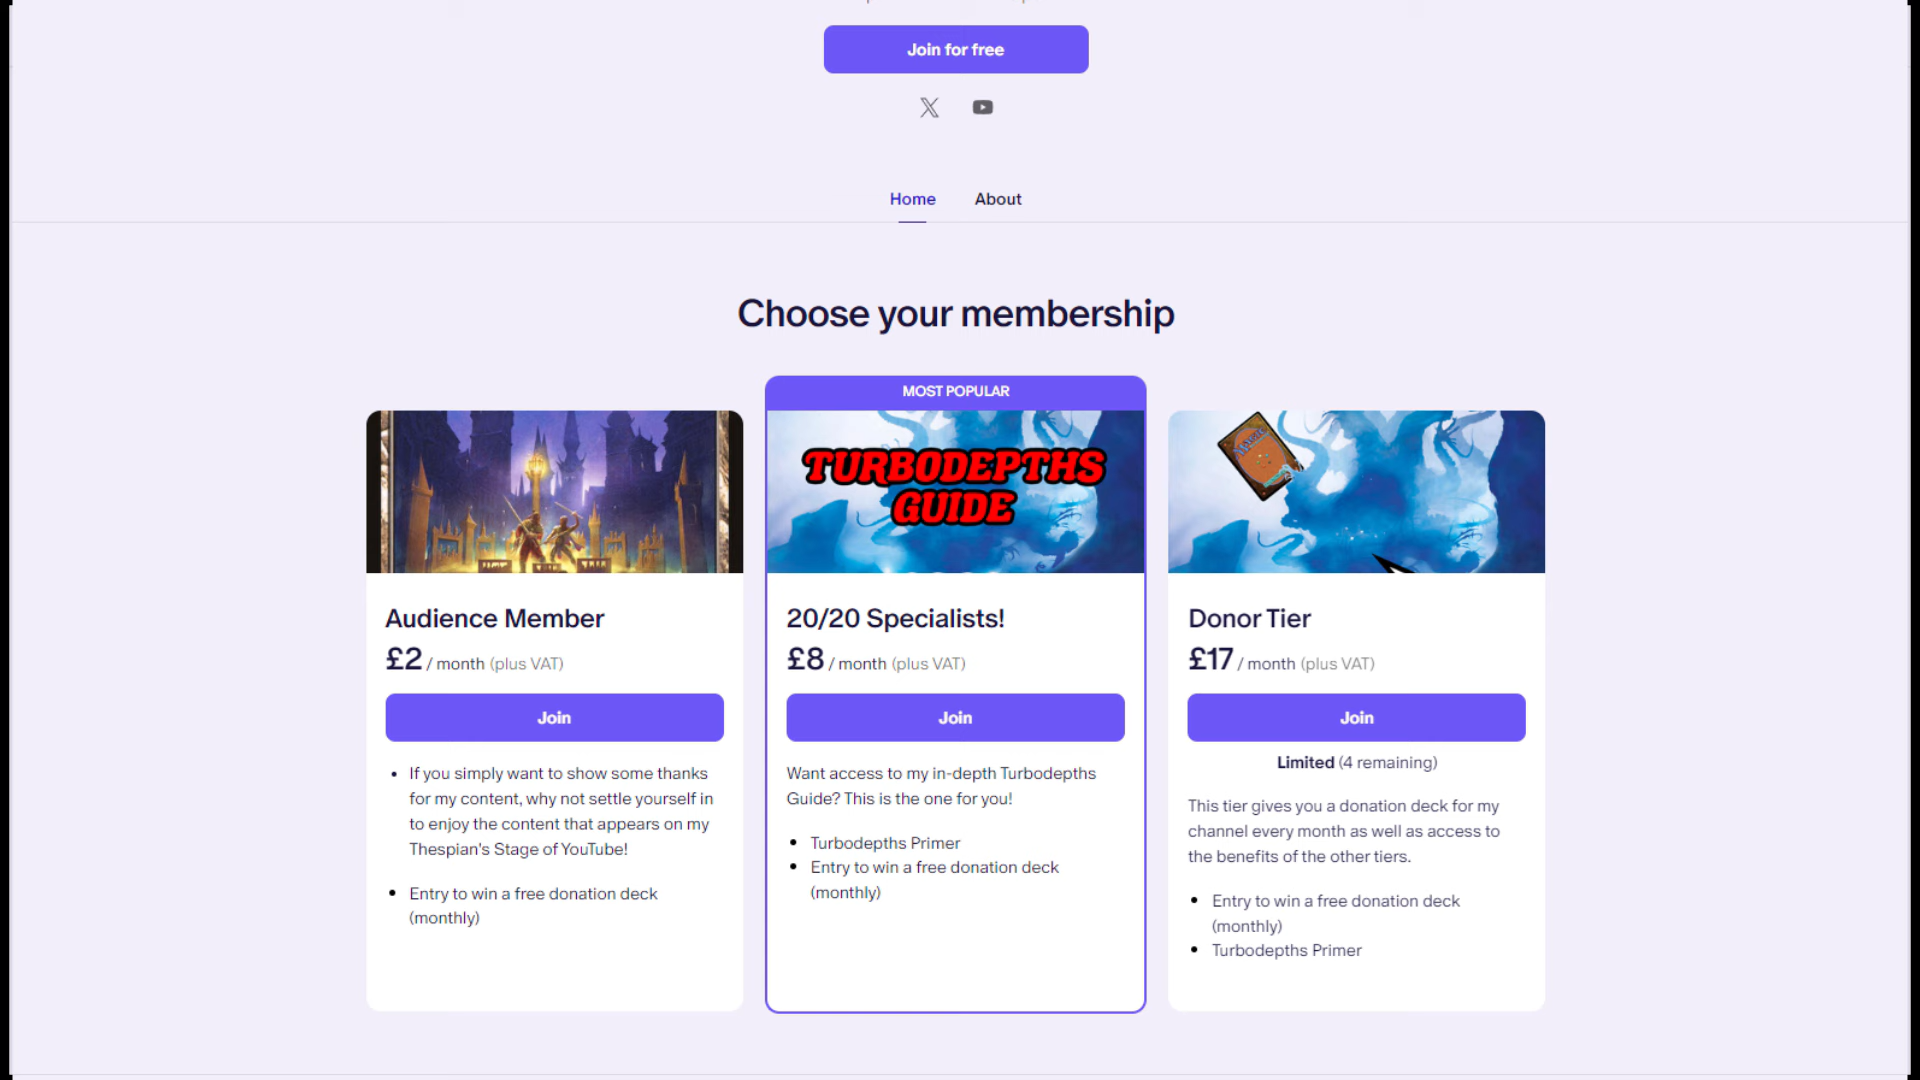 Join for free
Home
About
Choose your membership
MOST POPULAR
TURBODEPTHS
GUIDE
Audience Member
£2 / month (plus VAT)
Join
• If you simply want to show some thanks
for my content, why not settle yourself in
to enjoy the content that appears on my
Thespian's Stage of YouTube!
• Entry to win a free donation deck
(monthly)
20/20 Specialists!
£8 / month (plus VAT)
Join
Want access to my in-depth Turbodepths
Guide? This is the one for you!
• Turbodepths Primer
• Entry to win a free donation deck
(monthly)
Donor Tier
£17 / month (plus VAT)
Join
Limited (4 remaining)
This tier gives you a donation deck for my
channel every month as well as access to
the benefits of the other tiers.
• Entry to win a free donation deck
(monthly)
• Turbodepths Primer